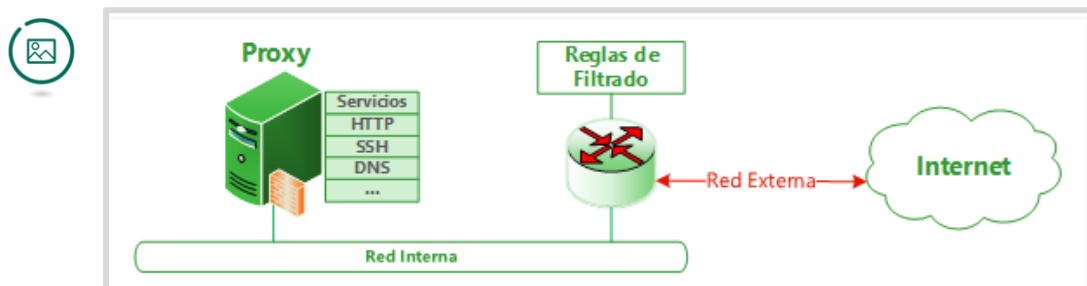 Proxy
Servicios
HTTP
SSH
DNS
...
Reglas de
Filtrado
Red Externa
Internet
Red Interna